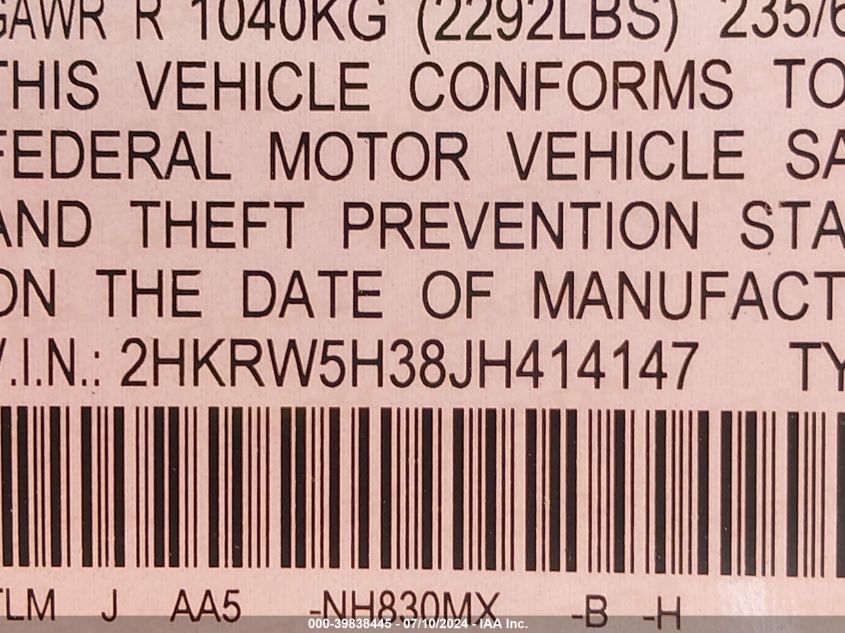 GAWR R 1040KG (2292LBS) 235/6
THIS VEHICLE CONFORMS TO
FEDERAL MOTOR VEHICLE SA
AND THEFT PREVENTION STA
ON THE DATE OF MANUFACT
V.I.N.: 2HKRW5H38JH414147 TY
TLM J AA5 -NH830MX -B -H
000-39838445 - 07/10/2024 - IAA Inc.